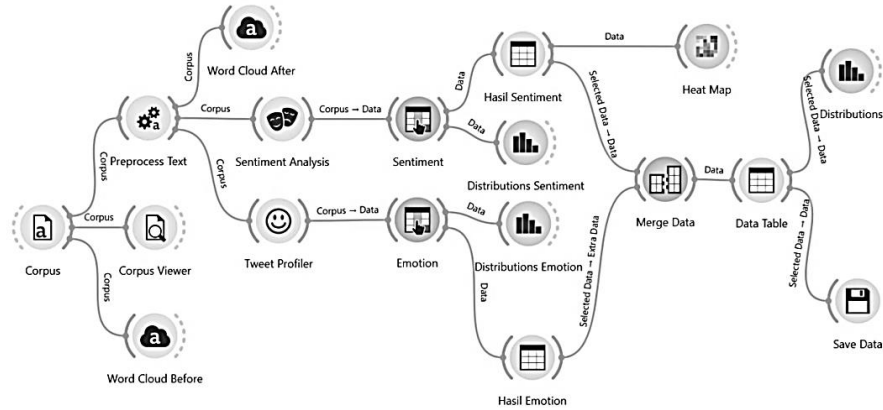 Word Cloud After
Corpus
Preprocess Text
Corpus
Sentiment Analysis
Corpus → Data
Sentiment
Data
Hasil Sentiment
Data
Heat Map
Data
Distributions Sentiment
Selected Data → Data
Corpus
Corpus
Corpus
Corpus Viewer
Corpus
Word Cloud Before
Corpus
Tweet Profiler
Corpus → Data
Emotion
Data
Distributions Emotion
Data
Hasil Emotion
Selected Data → Extra Data
Merge Data
Data
Data Table
Selected Data → Data
Distributions
Selected Data → Data
Save Data
a
a
a
a